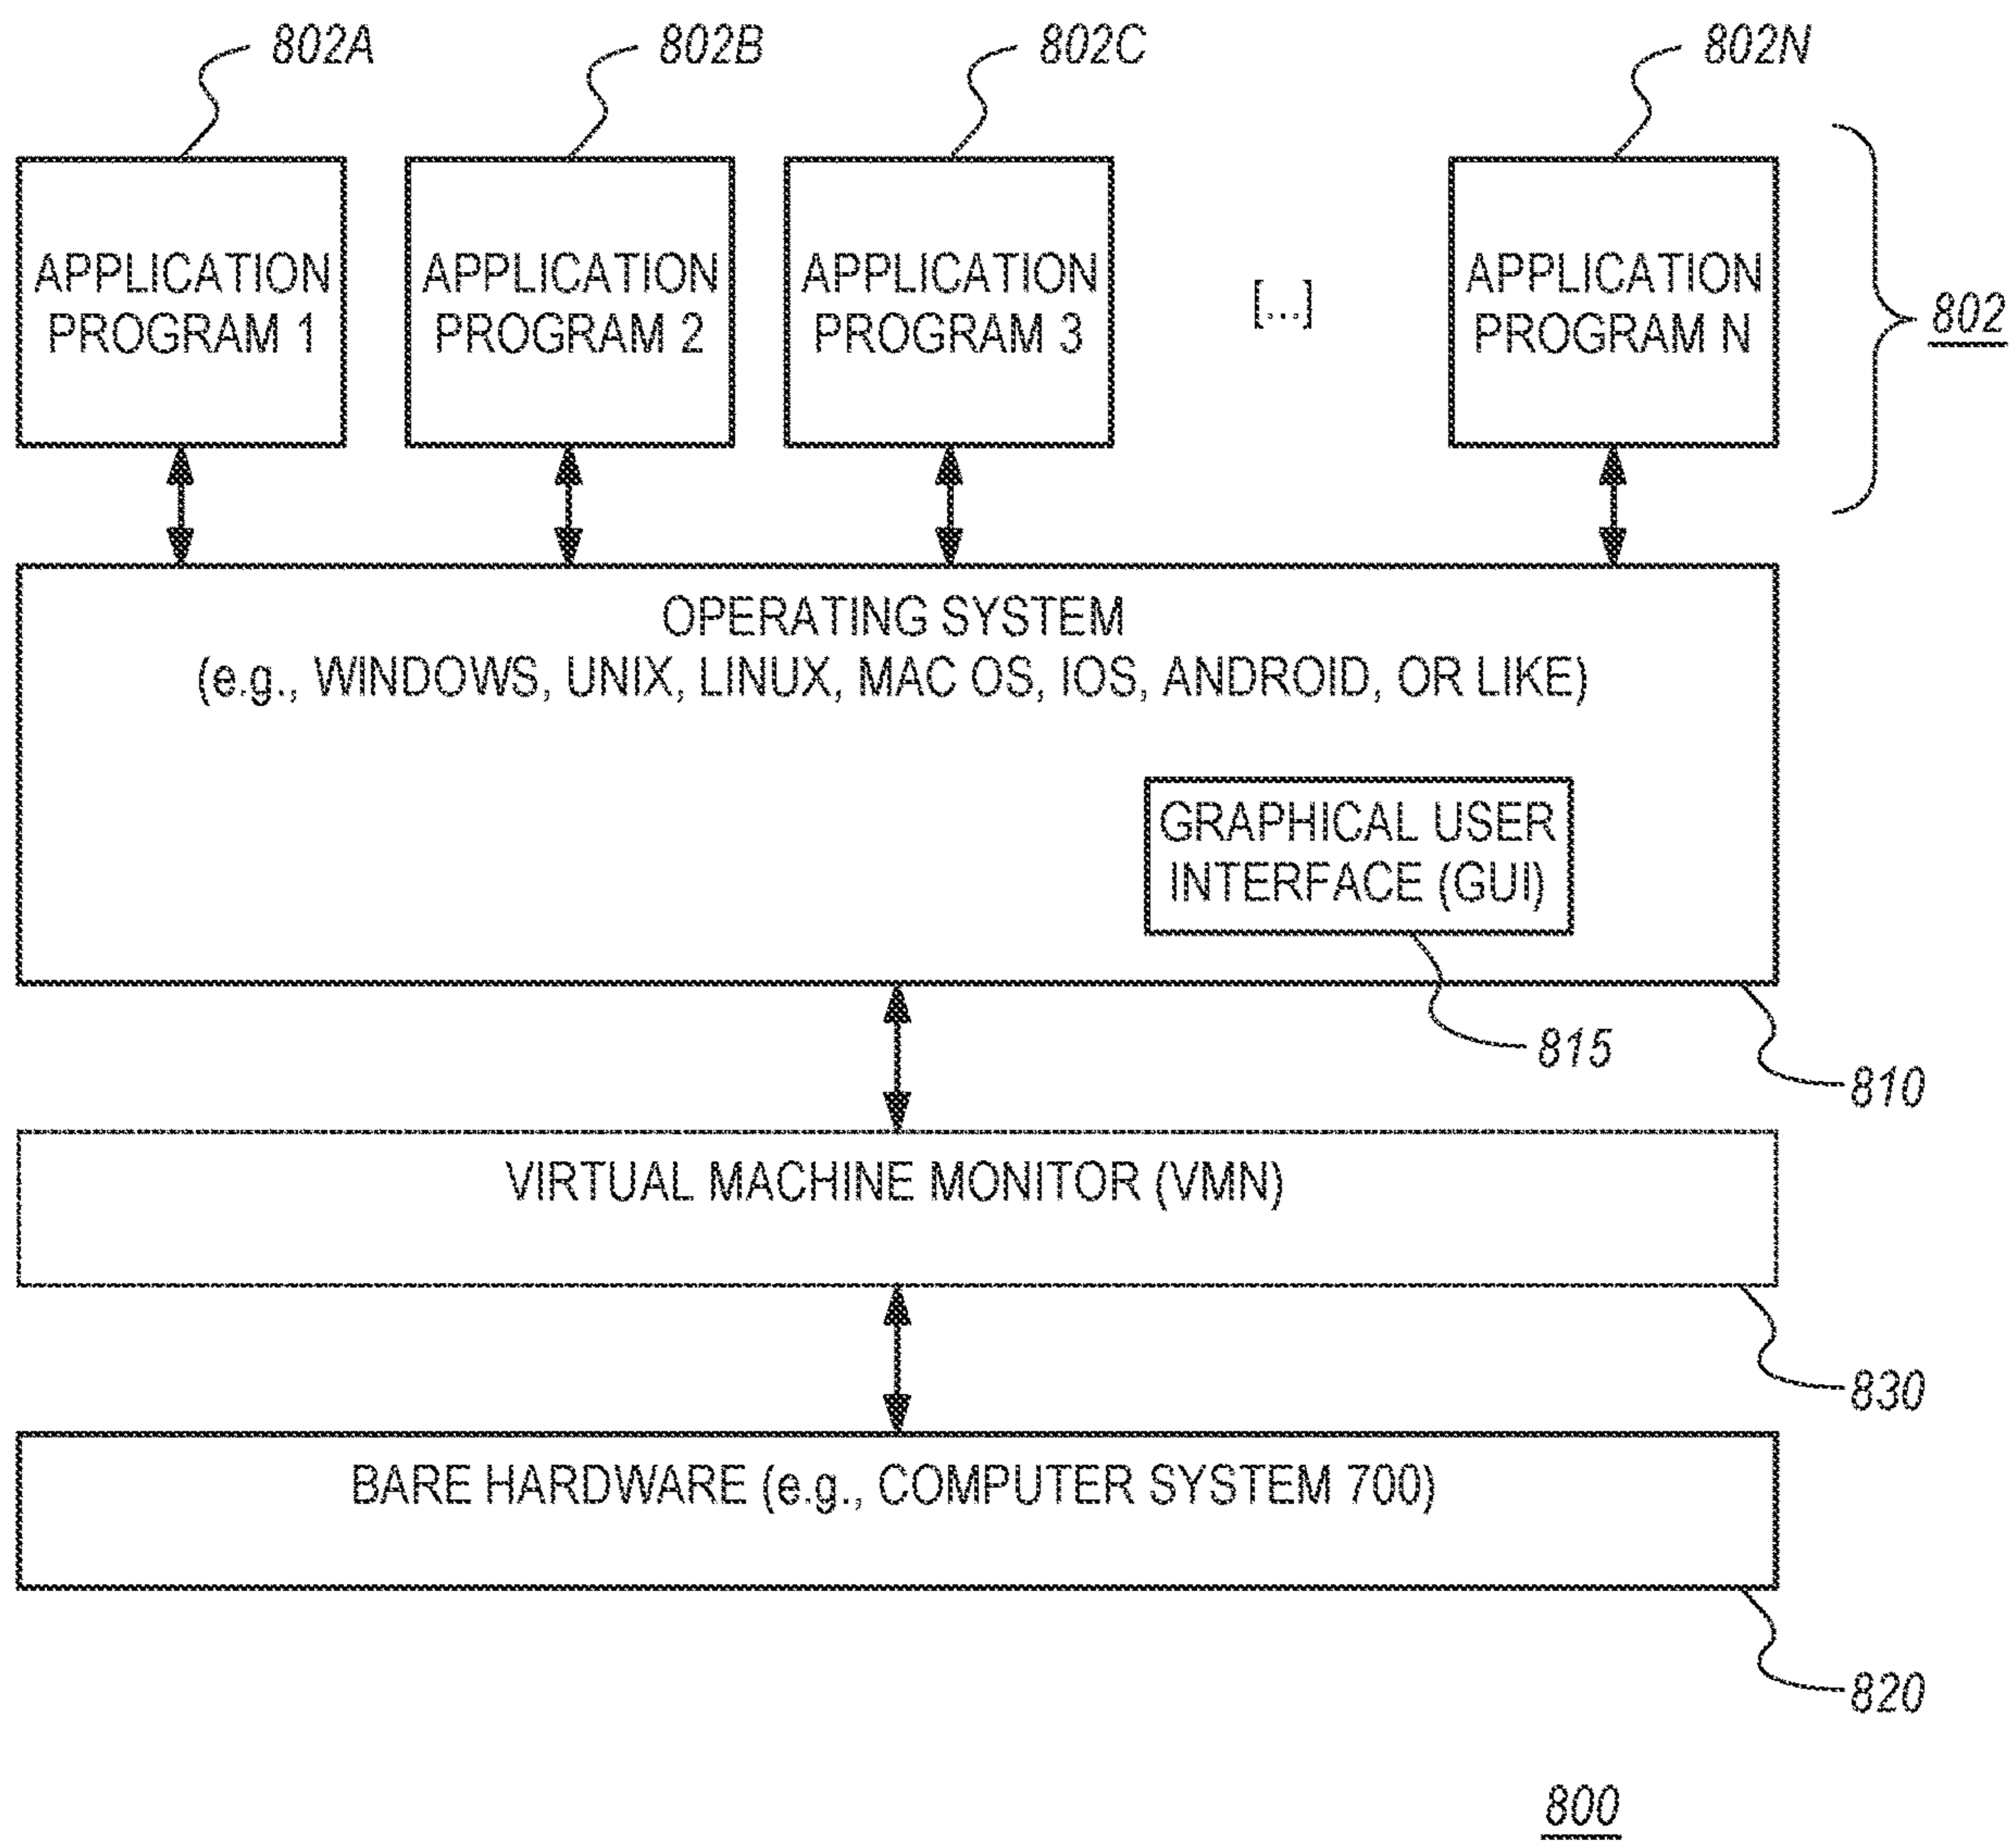 802A
802B
802C
802N
APPLICATION
PROGRAM 1
APPLICATION
PROGRAM 2
APPLICATION
PROGRAM 3
[...]
APPLICATION
PROGRAM N
802
OPERATING SYSTEM
(e.g., WINDOWS, UNIX, LINUX, MAC OS, IOS, ANDROID, OR LIKE)
GRAPHICAL USER
INTERFACE (GUI)
815
810
VIRTUAL MACHINE MONITOR (VMN)
830
BARE HARDWARE (e.g., COMPUTER SYSTEM 700)
820
800